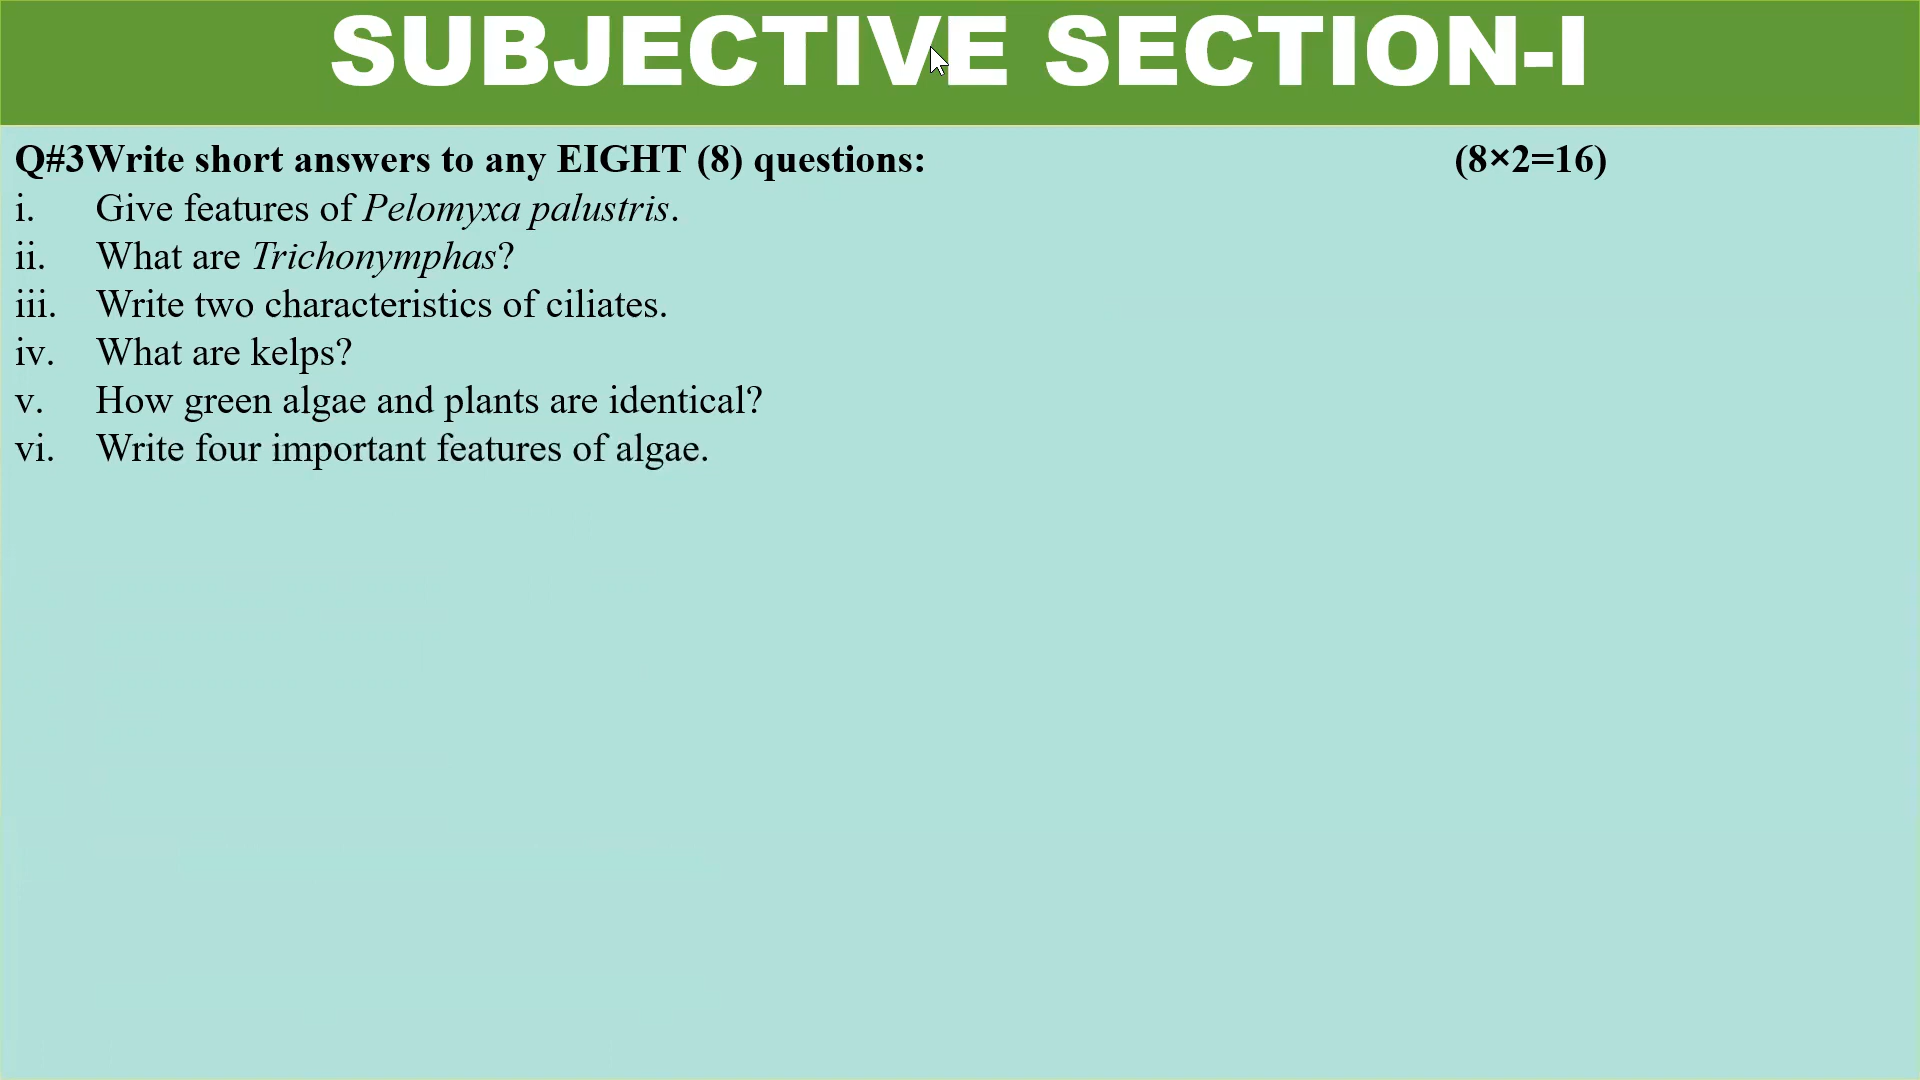 SUBJECTIVE SECTION-I
Q#3Write short answers to any EIGHT (8) questions: (8×2=16)
i. Give features of Pelomyxa palustris.
ii. What are Trichonymphas?
iii. Write two characteristics of ciliates.
iv. What are kelps?
v. How green algae and plants are identical?
vi. Write four important features of algae.